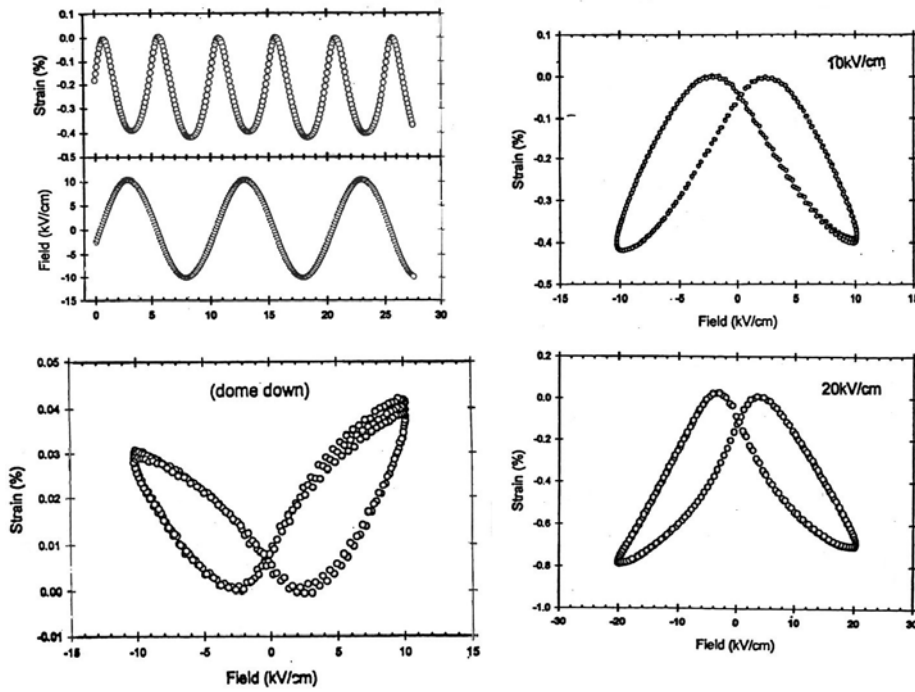 0.1
0.0
-0.1
-0.2
-0.3
-0.4
-0.5
Strain (%)
10
5
0
-5
-10
-15
Field (kV/cm)
0 5 10 15 20 25 30
10kV/cm
0.1
0.0
-0.1
-0.2
-0.3
-0.4
-0.5
Strain (%)
-15 -10 -5 0 5 10 15
Field (kV/cm)
(dome down)
0.05
0.04
0.03
0.02
0.01
0.00
-0.01
Strain (%)
-15 -10 -5 0 5 10 15
Field (kV/cm)
20kV/cm
0.2
0.0
-0.2
-0.4
-0.6
-0.8
-1.0
Strain (%)
-30 -20 -10 0 10 20 30
Field (kV/cm)